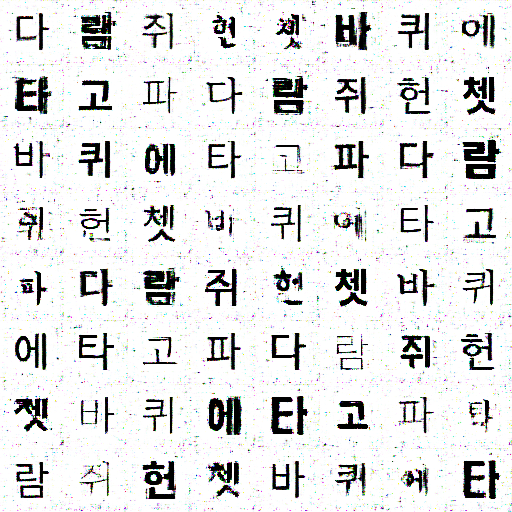 다 람 쥐 헌 쳇 바 퀴 에
타 고 파 다 람 쥐 헌 쳇
바 퀴 에 타 고 파 다 람
쥐 헌 쳇 바 퀴 에 타 고
파 다 람 쥐 헌 쳇 바 퀴
에 타 고 파 다 람 쥐 헌
쳇 바 퀴 에 타 고 파 다
람 쥐 헌 쳇 바 퀴 에 타